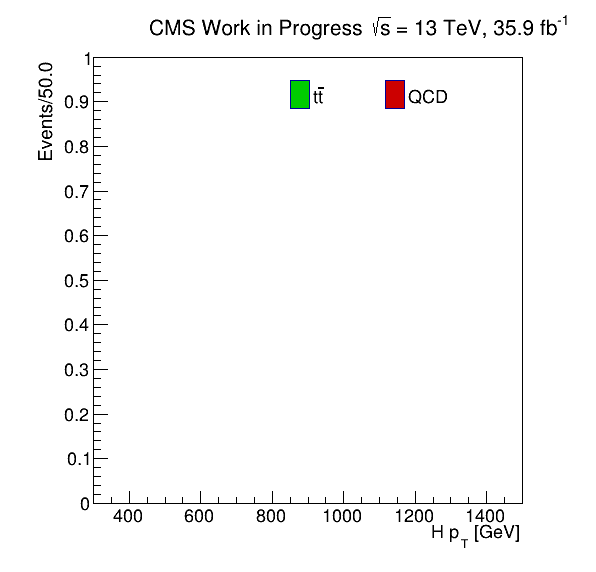 CMS Work in Progress √s = 13 TeV, 35.9 fb⁻¹
Events/50.0
1
0.9
0.8
0.7
0.6
0.5
0.4
0.3
0.2
0.1
0
tt̄
QCD
400 600 800 1000 1200 1400
H p_T [GeV]